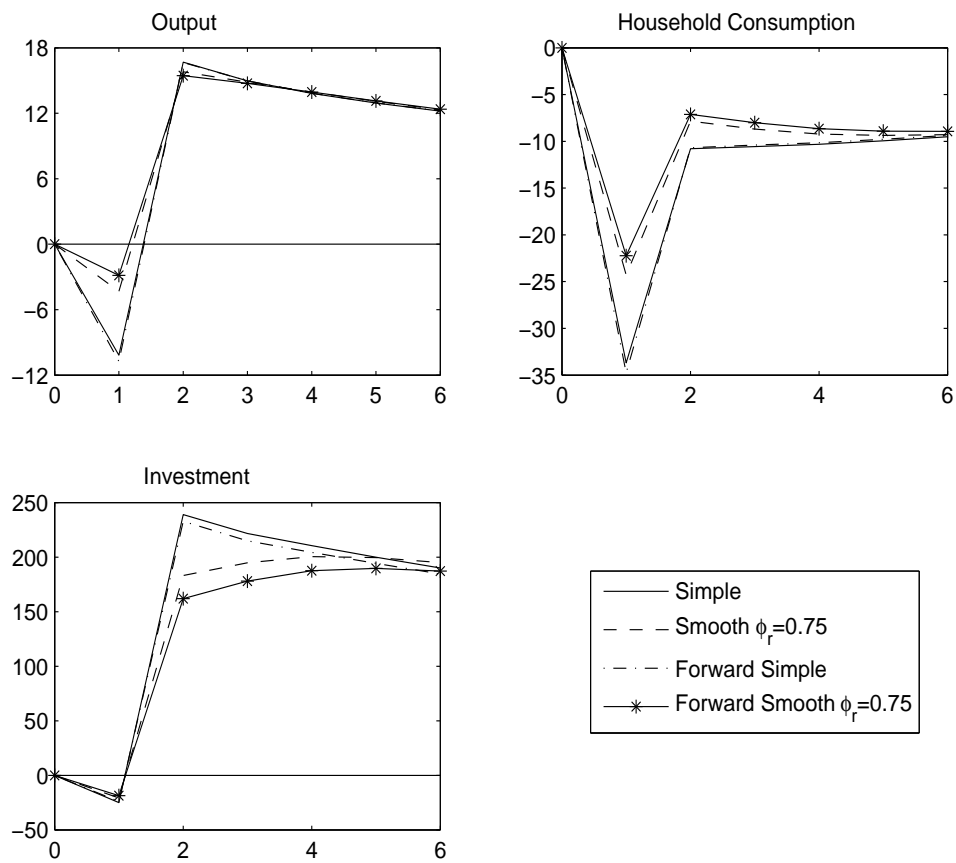 Output
18
12
6
0
−6
−12
0 1 2 3 4 5 6
Household Consumption
0
−5
−10
−15
−20
−25
−30
−35
0 2 4 6
Investment
250
200
150
100
50
0
−50
0 2 4 6
Simple
Smooth ϕr=0.75
Forward Simple
Forward Smooth ϕr=0.75